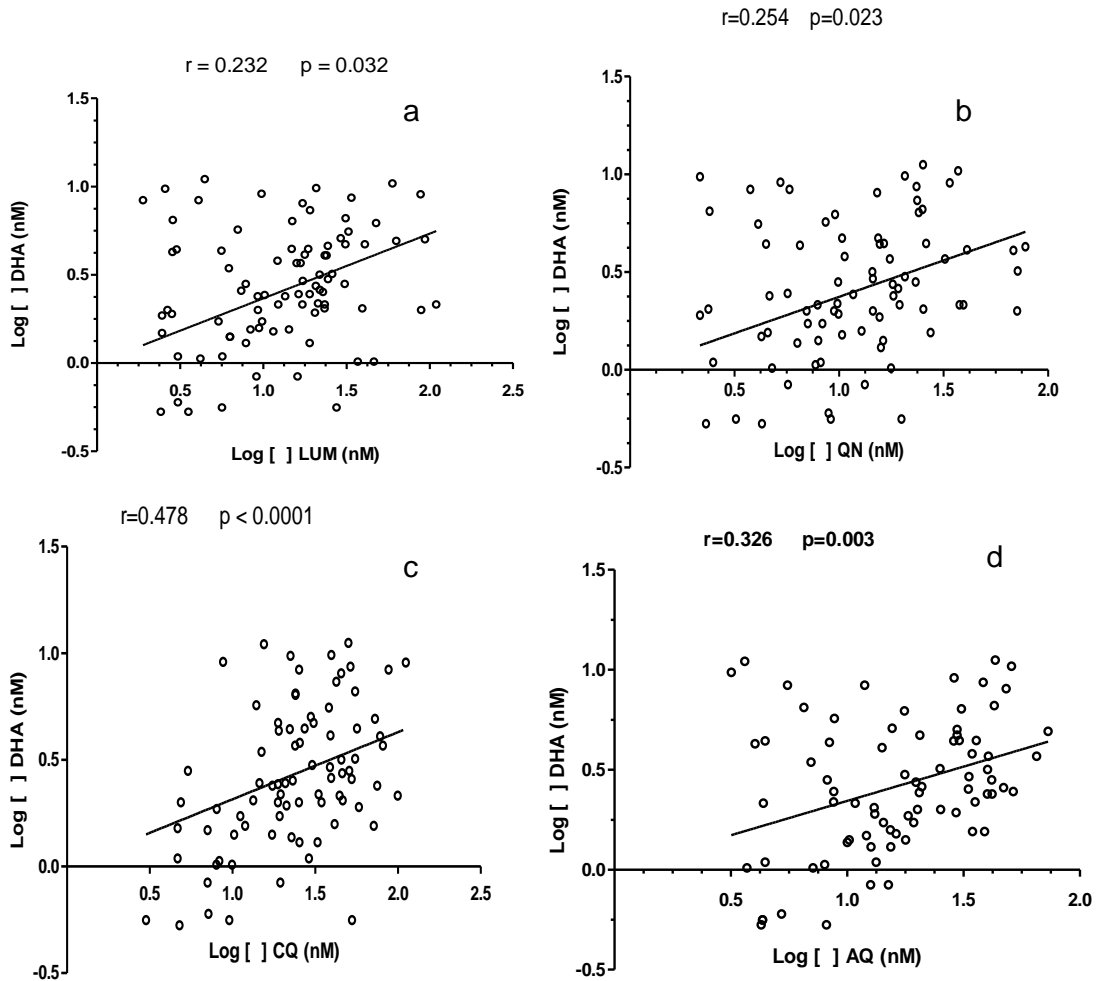 r = 0.232 p = 0.032
a
1.5
1.0
0.5
0.0
-0.5
0.5
1.0
1.5
2.0
2.5
Log [ ] DHA (nM)
Log [ ] LUM (nM)
r=0.254 p=0.023
b
1.5
1.0
0.5
0.0
-0.5
0.5
1.0
1.5
2.0
Log [ ] DHA (nM)
Log [ ] QN (nM)
r=0.478 p < 0.0001
c
1.5
1.0
0.5
0.0
-0.5
0.5
1.0
1.5
2.0
2.5
Log [ ] DHA (nM)
Log [ ] CQ (nM)
r=0.326 p=0.003
d
1.5
1.0
0.5
0.0
-0.5
0.5
1.0
1.5
2.0
Log [ ] DHA (nM)
Log [ ] AQ (nM)